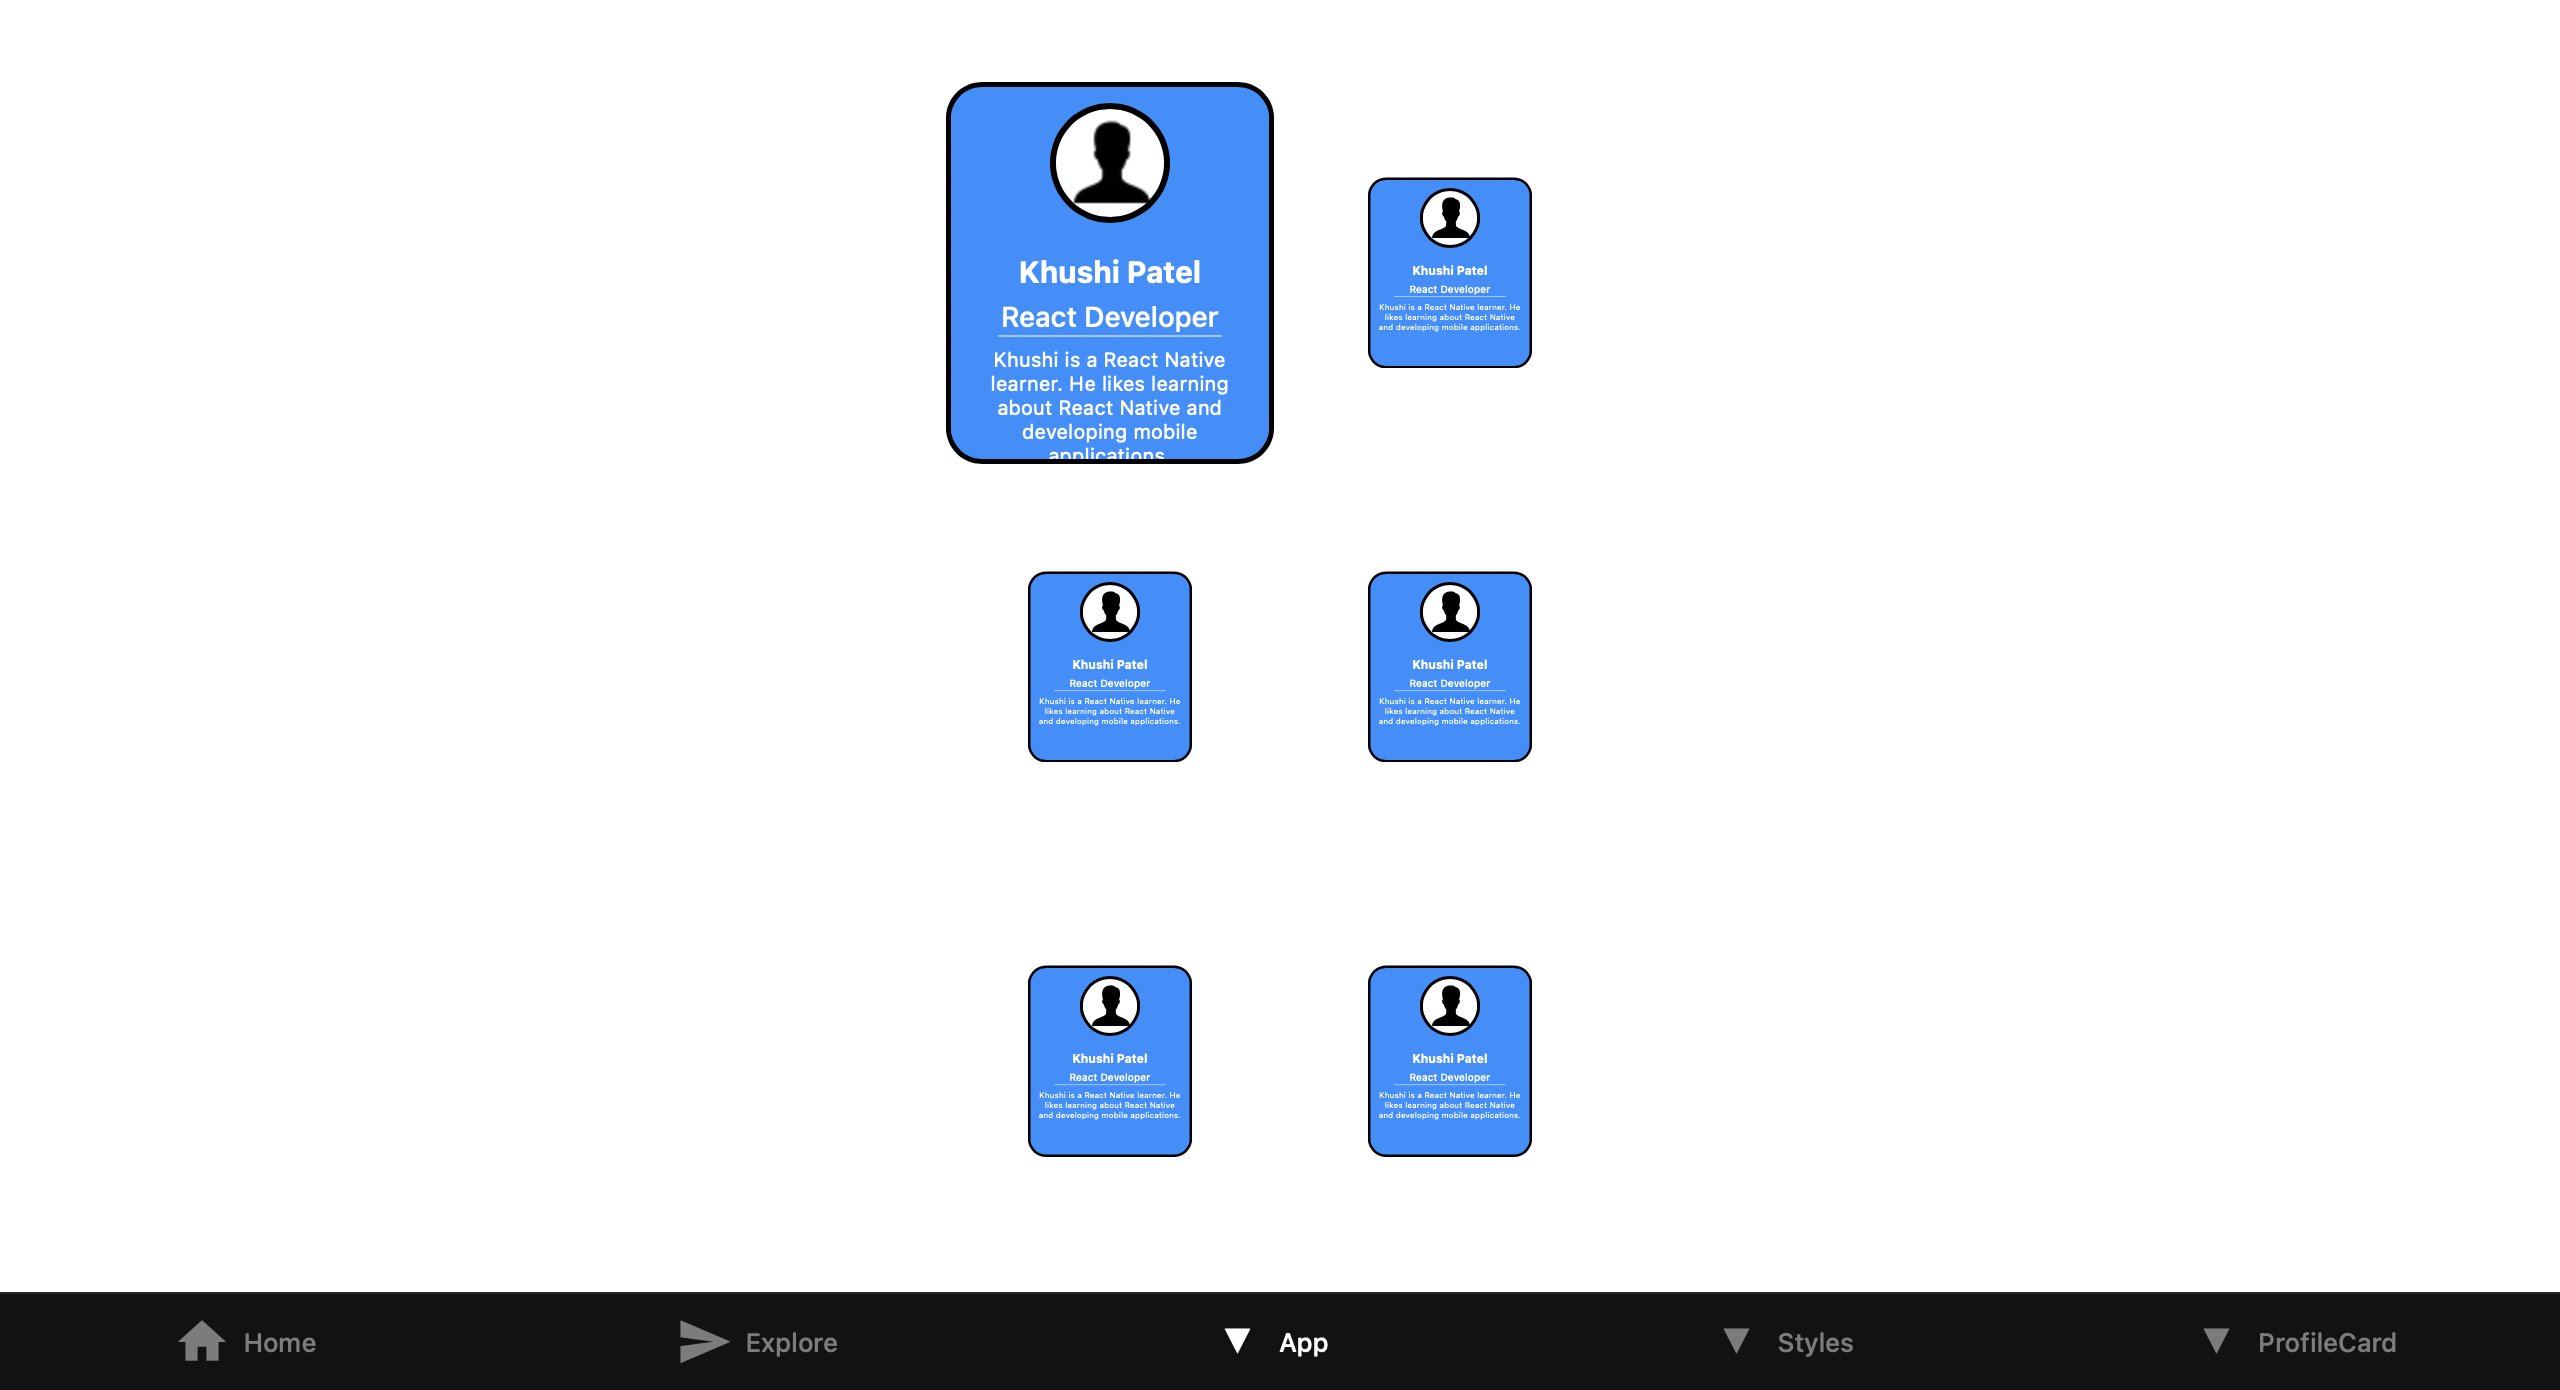 Khushi Patel
React Developer
Khushi is a React Native
learner. He likes learning
about React Native and
developing mobile
applications.
Khushi Patel
React Developer
Khushi is a React Native learner. He
likes learning about React Native
and developing mobile applications.
Khushi Patel
React Developer
Khushi is a React Native learner. He
likes learning about React Native
and developing mobile applications.
Khushi Patel
React Developer
Khushi is a React Native learner. He
likes learning about React Native
and developing mobile applications.
Khushi Patel
React Developer
Khushi is a React Native learner. He
likes learning about React Native
and developing mobile applications.
Khushi Patel
React Developer
Khushi is a React Native learner. He
likes learning about React Native
and developing mobile applications.
Home
Explore
App
Styles
ProfileCard